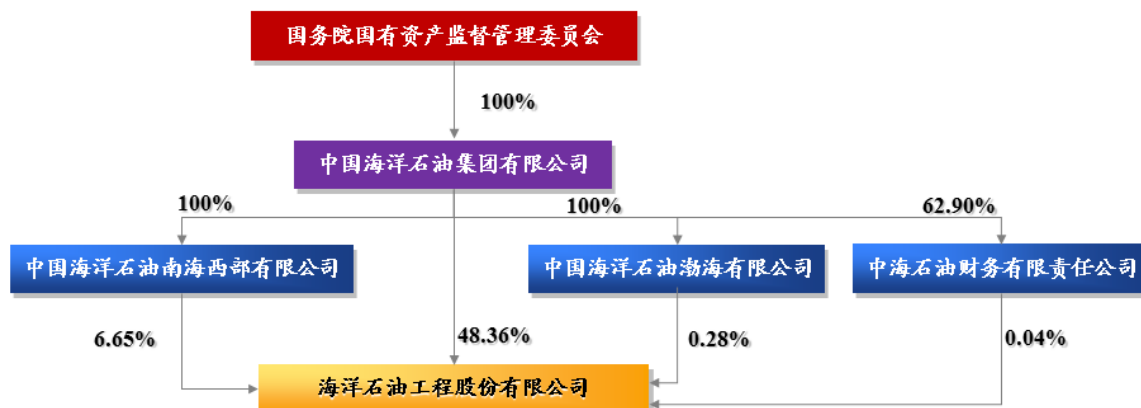 国务院国有资产监督管理委员会
100%
中国海洋石油集团有限公司
100%
100%
62.90%
中国海洋石油南海西部有限公司
中国海洋石油渤海有限公司
中海石油财务有限责任公司
6.65%
48.36%
0.28%
0.04%
海洋石油工程股份有限公司